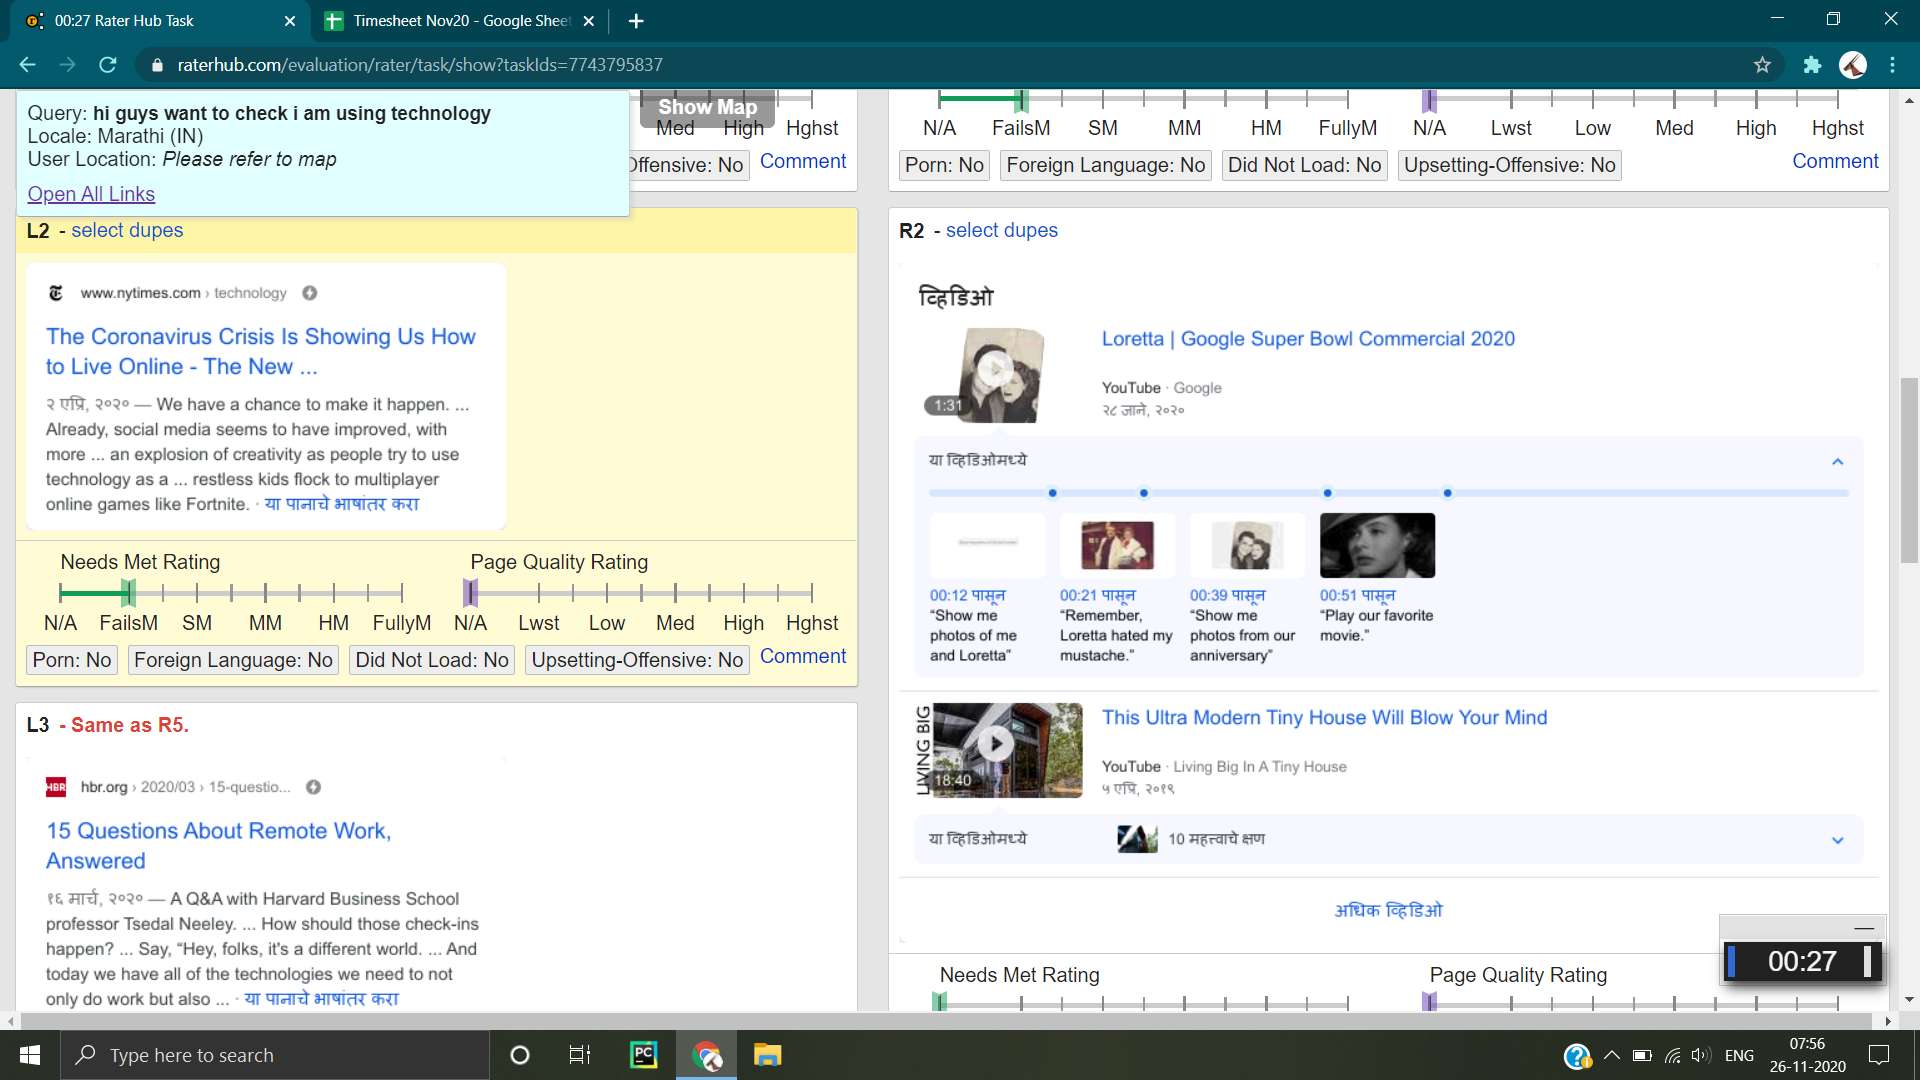 00:27 Rater Hub Task
Timesheet Nov20 - Google Sheet
raterhub.com/evaluation/rater/task/show?taskIds=7743795837
Query: hi guys want to check i am using technology
Locale: Marathi (IN)
User Location: Please refer to map
Open All Links
Show Map
Med High Hghst
Offensive: No Comment
N/A FailsM SM MM HM FullyM N/A Lwst Low Med High Hghst
Porn: No Foreign Language: No Did Not Load: No Upsetting-Offensive: No Comment
L2 - select dupes
www.nytimes.com › technology
The Coronavirus Crisis Is Showing Us How
to Live Online - The New ...
२ एप्रि, २०२० — We have a chance to make it happen. ...
Already, social media seems to have improved, with
more ... an explosion of creativity as people try to use
technology as a ... restless kids flock to multiplayer
online games like Fortnite. · या पानाचे भाषांतर करा
Needs Met Rating Page Quality Rating
N/A FailsM SM MM HM FullyM N/A Lwst Low Med High Hghst
Porn: No Foreign Language: No Did Not Load: No Upsetting-Offensive: No Comment
L3 - Same as R5.
HBR
hbr.org › 2020/03 › 15-questio...
15 Questions About Remote Work,
Answered
१६ मार्च, २०२० — A Q&A with Harvard Business School
professor Tsedal Neeley. ... How should those check-ins
happen? ... Say, “Hey, folks, it's a different world. ... And
today we have all of the technologies we need to not
only do work but also ... · या पानाचे भाषांतर करा
R2 - select dupes
व्हिडिओ
Loretta | Google Super Bowl Commercial 2020
1:31
YouTube · Google
२८ जाने, २०२०
या व्हिडिओमध्ये
00:12 पासून
“Show me
photos of me
and Loretta”
00:21 पासून
“Remember,
Loretta hated my
mustache.”
00:39 पासून
“Show me
photos from our
anniversary”
00:51 पासून
“Play our favorite
movie.”
LIVING BIG
18:40
This Ultra Modern Tiny House Will Blow Your Mind
YouTube · Living Big In A Tiny House
५ एप्रि, २०१९
या व्हिडिओमध्ये 10 महत्त्वाचे क्षण
अधिक व्हिडिओ
Needs Met Rating Page Quality Rating
00:27
Type here to search
PC
ENG
07:56
26-11-2020